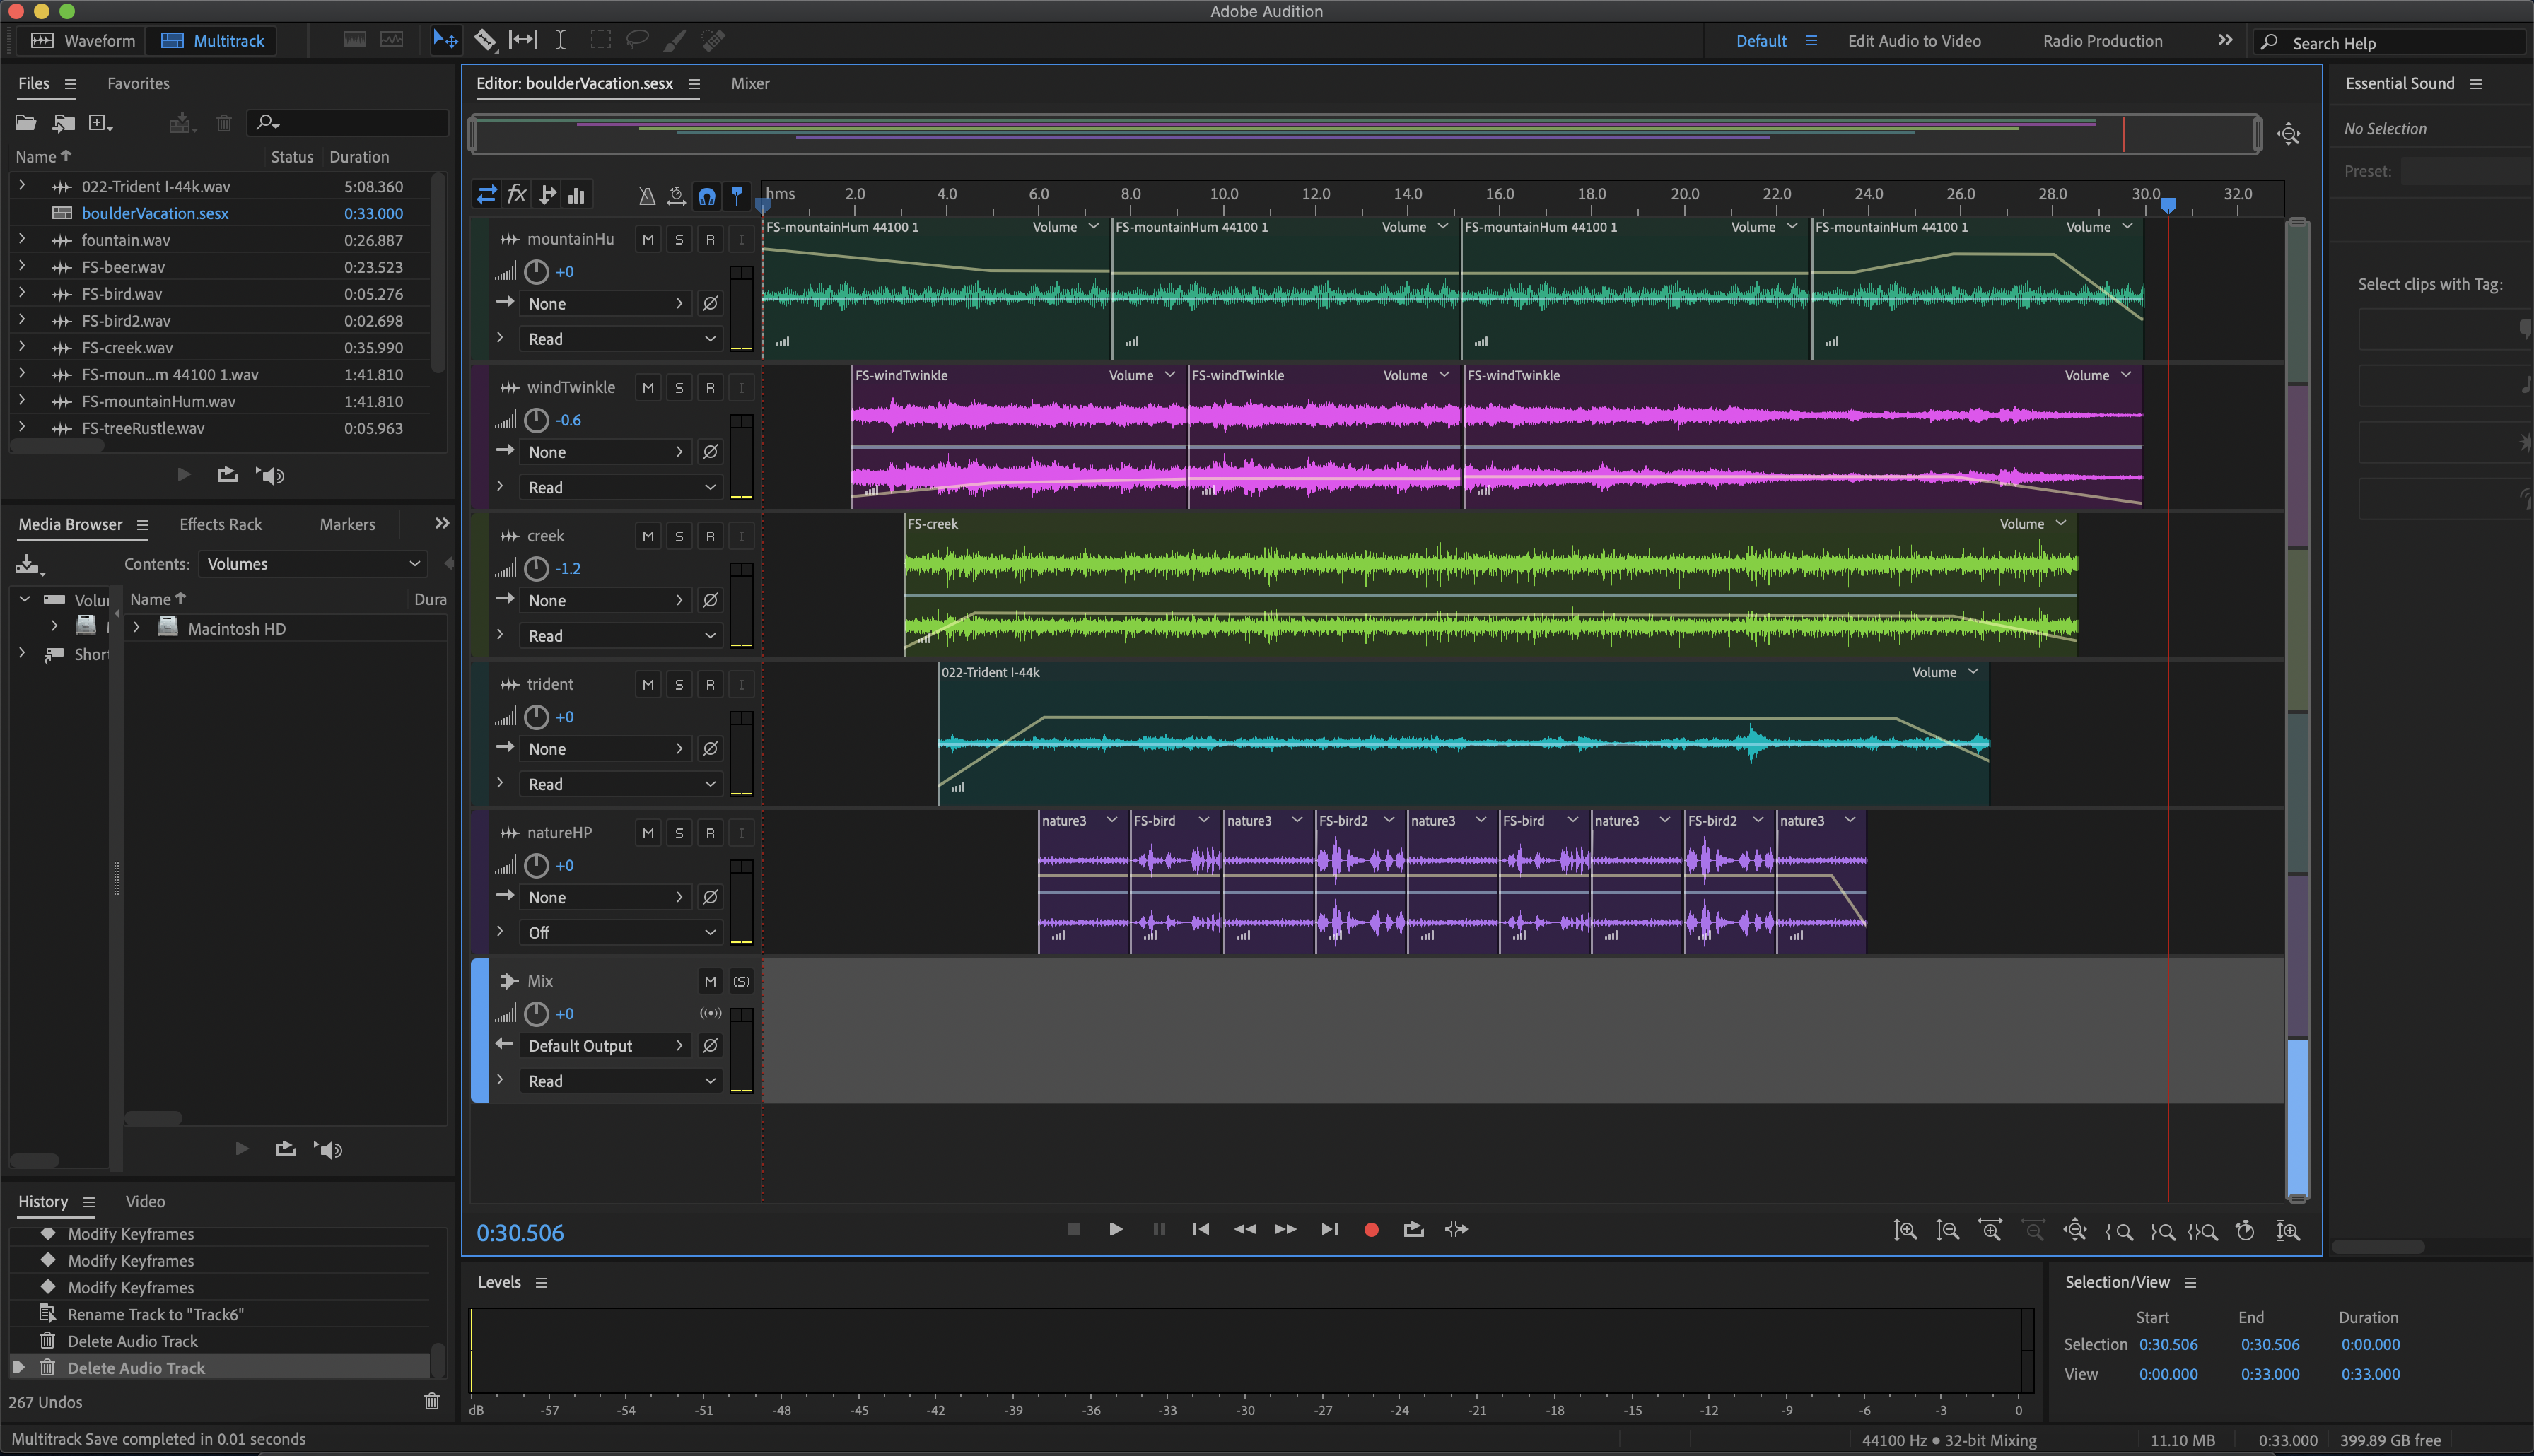 Adobe Audition
Waveform
Multitrack
Default
Edit Audio to Video
Radio Production
Search Help
Files
Favorites
Name Status Duration
022-Trident I-44k.wav 5:08.360
boulderVacation.sesx 0:33.000
fountain.wav 0:26.887
FS-beer.wav 0:23.523
FS-bird.wav 0:05.276
FS-bird2.wav 0:02.698
FS-creek.wav 0:35.990
FS-moun...m 44100 1.wav 1:41.810
FS-mountainHum.wav 1:41.810
FS-treeRustle.wav 0:05.963
Media Browser
Effects Rack
Markers
Contents: Volumes
Name Dura
Macintosh HD
History
Video
Modify Keyframes
Modify Keyframes
Modify Keyframes
Rename Track to "Track6"
Delete Audio Track
Delete Audio Track
267 Undos
Multitrack Save completed in 0.01 seconds
Editor: boulderVacation.sesx
Mixer
fx
hms 2.0 4.0 6.0 8.0 10.0 12.0 14.0 16.0 18.0 20.0 22.0 24.0 26.0 28.0 30.0 32.0
mountainHu M S R I
+0
None
Read
FS-mountainHum 44100 1 Volume FS-mountainHum 44100 1 Volume FS-mountainHum 44100 1 Volume FS-mountainHum 44100 1 Volume
windTwinkle M S R I
-0.6
None
Read
FS-windTwinkle Volume FS-windTwinkle Volume FS-windTwinkle Volume
creek M S R I
-1.2
None
Read
FS-creek Volume
trident M S R I
+0
None
Read
022-Trident I-44k Volume
natureHP M S R I
+0
None
Off
nature3 FS-bird nature3 FS-bird2 nature3 FS-bird nature3 FS-bird2 nature3
Mix M (S)
+0
Default Output
Read
0:30.506
Levels
dB -57 -54 -51 -48 -45 -42 -39 -36 -33 -30 -27 -24 -21 -18 -15 -12 -9 -6 -3 0
Essential Sound
No Selection
Preset:
Select clips with Tag:
Selection/View
Start End Duration
Selection 0:30.506 0:30.506 0:00.000
View 0:00.000 0:33.000 0:33.000
44100 Hz ● 32-bit Mixing 11.10 MB 0:33.000 399.89 GB free